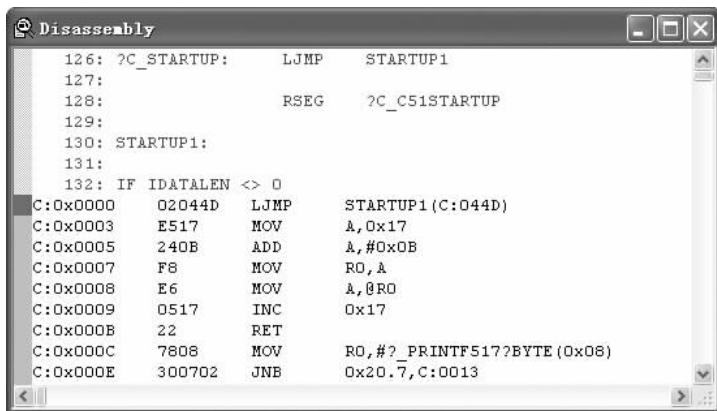 Disassembly
126: ?C_STARTUP: LJMP STARTUP1
127:
128: RSEG ?C_C51STARTUP
129:
130: STARTUP1:
131:
132: IF IDATALEN <> 0
C:0x0000 02044D LJMP STARTUP1(C:044D)
C:0x0003 E517 MOV A,0x17
C:0x0005 240B ADD A,#0x0B
C:0x0007 F8 MOV R0,A
C:0x0008 E6 MOV A,@R0
C:0x0009 0517 INC 0x17
C:0x000B 22 RET
C:0x000C 7808 MOV R0,#?_PRINTF517?BYTE(0x08)
C:0x000E 300702 JNB 0x20.7,C:0013